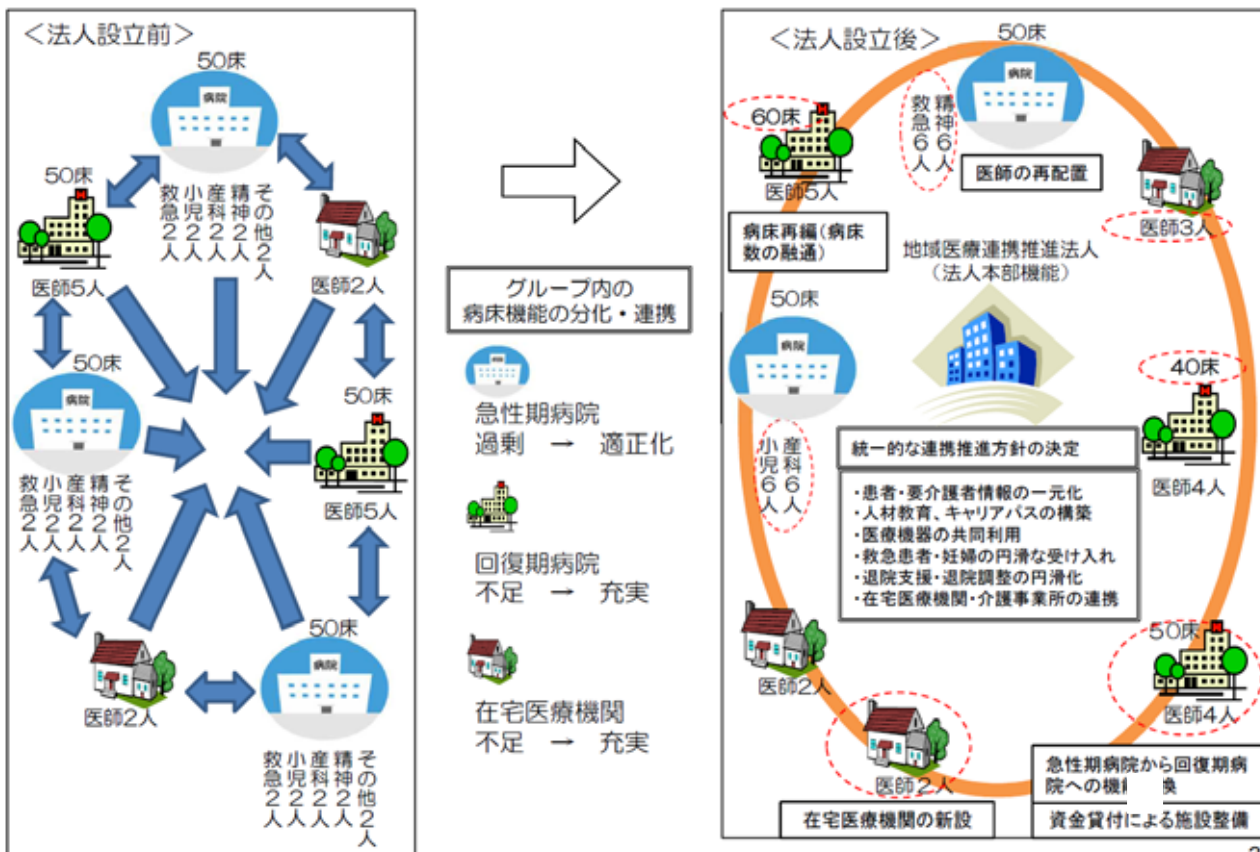 <法人設立前>
50床
病院
50床
医師5人
救急2人
小児2人
産科2人
精神2人
その他2人
医師2人
50床
病院
救急2人
小児2人
産科2人
精神2人
その他2人
50床
医師5人
医師2人
50床
病院
救急2人
小児2人
産科2人
精神2人
その他2人
グループ内の
病床機能の分化・連携
急性期病院
過剰 → 適正化
回復期病院
不足 → 充実
在宅医療機関
不足 → 充実
<法人設立後>
50床
病院
60床
医師5人
救急6人
精神6人
医師の再配置
医師3人
病床再編(病床
数の融通)
地域医療連携推進法人
(法人本部機能)
50床
病院
小児6人
産科6人
40床
医師4人
統一的な連携推進方針の決定
・患者・要介護者情報の一元化
・人材教育、キャリアパスの構築
・医療機器の共同利用
・救急患者・妊婦の円滑な受け入れ
・退院支援・退院調整の円滑化
・在宅医療機関・介護事業所の連携
医師2人
50床
医師4人
医師2人
在宅医療機関の新設
急性期病院から回復期病
院への機 換
資金貸付による施設整備